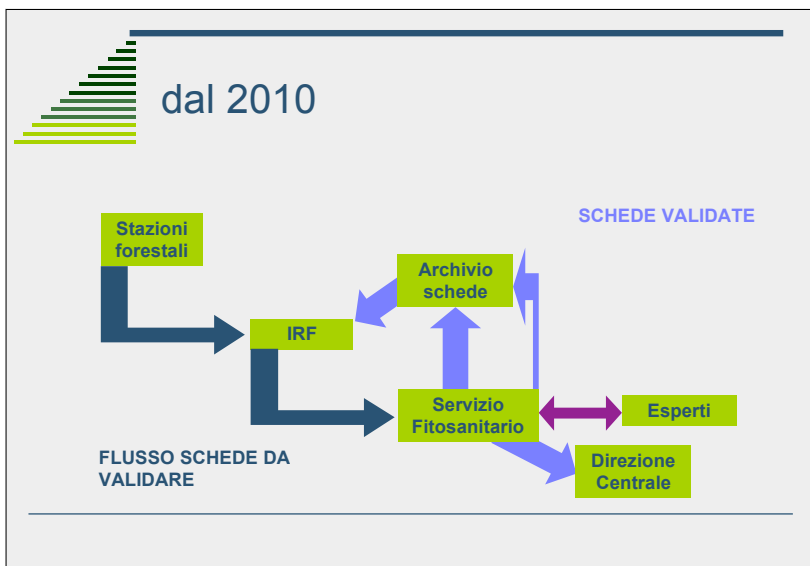 dal 2010
SCHEDE VALIDATE
Stazioni
forestali
Archivio
schede
IRF
Servizio
Fitosanitario
Esperti
FLUSSO SCHEDE DA
VALIDARE
Direzione
Centrale